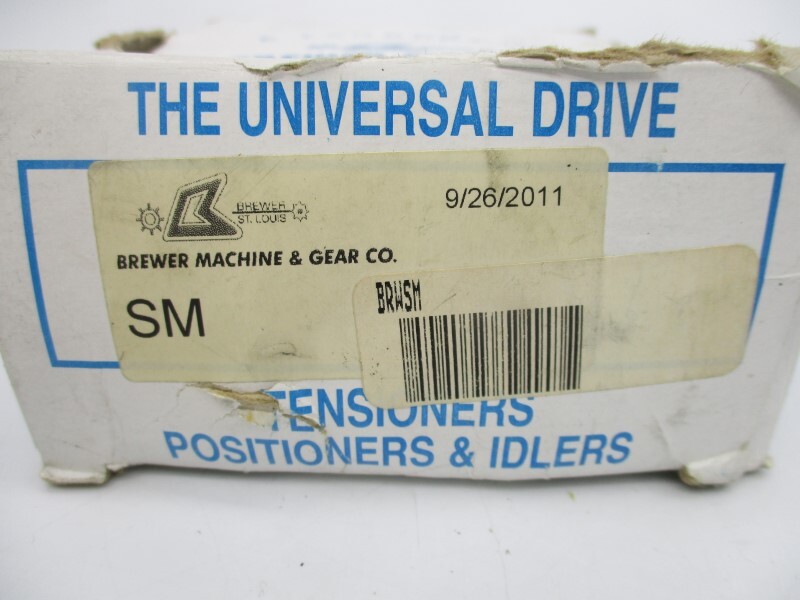 THE UNIVERSAL DRIVE
BREWER
ST. LOUIS
9/26/2011
BREWER MACHINE & GEAR CO.
SM
BRWSM
TENSIONERS
POSITIONERS & IDLERS